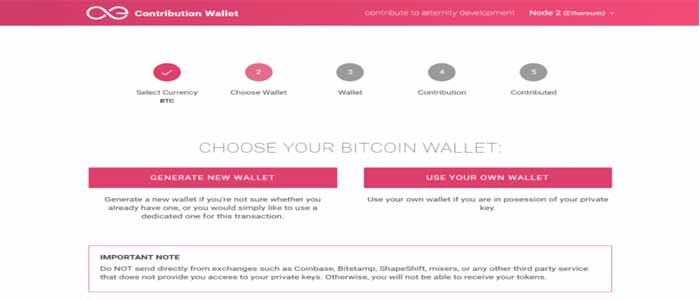 Contribution Wallet
contribute to æternity development
Node 2 (Ethereum)
2
3
4
5
Select Currency
BTC
Choose Wallet
Wallet
Contribution
Contributed
CHOOSE YOUR BITCOIN WALLET:
GENERATE NEW WALLET
USE YOUR OWN WALLET
Generate a new wallet if you're not sure whether you
already have one, or you would simply like to use a
dedicated one for this transaction.
Use your own wallet if you are in posession of your private
key.
IMPORTANT NOTE
Do NOT send directly from exchanges such as Coinbase, Bitstamp, ShapeShift, mixers, or any other third party service
that does not provide you access to your private keys. Otherwise, you will not be able to receive your tokens.